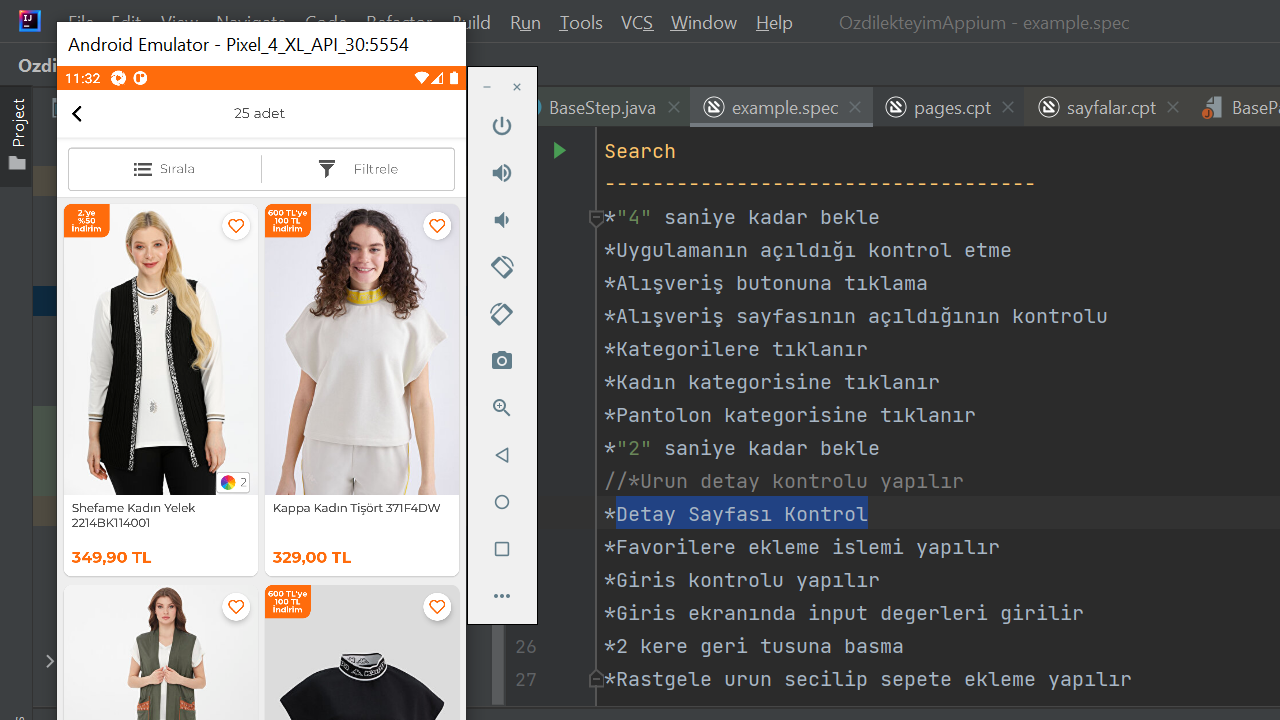 File Edit View Navigate Code Refactor Build Run Tools VCS Window Help OzdilekteyimAppium - example.spec
Android Emulator - Pixel_4_XL_API_30:5554
Ozdi
11:32
25 adet
Sırala
Filtrele
2.'ye
%50
İndirim
600 TL'ye
100 TL
İndirim
2
Shefame Kadın Yelek
2214BK114001
349,90 TL
Kappa Kadın Tişört 371F4DW
329,00 TL
600 TL'ye
100 TL
İndirim
Project
BaseStep.java
example.spec
pages.cpt
sayfalar.cpt
BaseP
Search
------------------------------------
*"4" saniye kadar bekle
*Uygulamanın açıldığı kontrol etme
*Alışveriş butonuna tıklama
*Alışveriş sayfasının açıldığının kontrolu
*Kategorilere tıklanır
*Kadın kategorisine tıklanır
*Pantolon kategorisine tıklanır
*"2" saniye kadar bekle
//*Urun detay kontrolu yapılır
*Detay Sayfası Kontrol
*Favorilere ekleme islemi yapılır
*Giris kontrolu yapılır
*Giris ekranında input degerleri girilir
26 *2 kere geri tusuna basma
27 *Rastgele urun secilip sepete ekleme yapılır